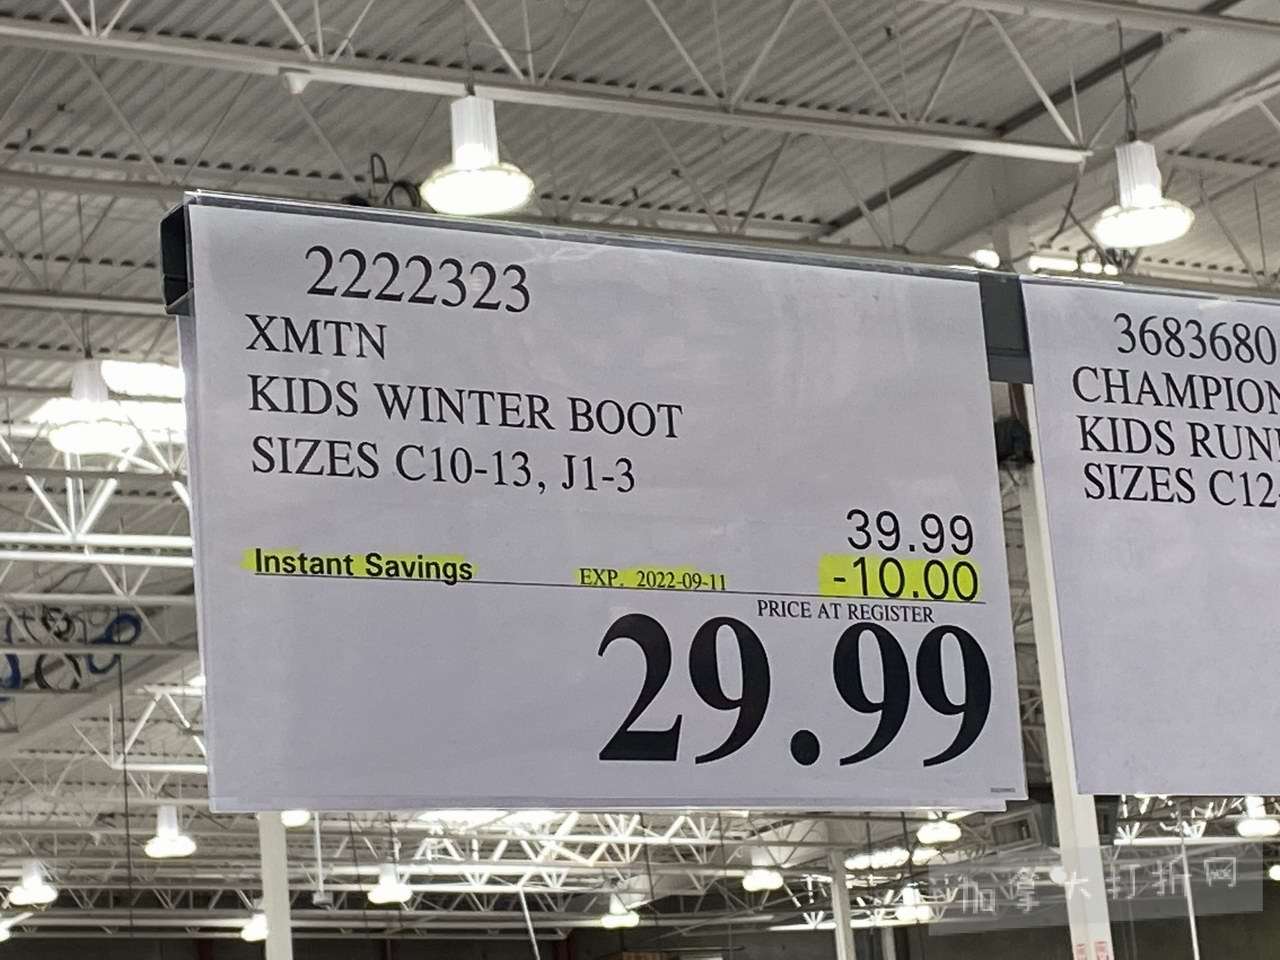 2222323
XMTN
KIDS WINTER BOOT
SIZES C10-13, J1-3
39.99
Instant Savings EXP. 2022-09-11 -10.00
PRICE AT REGISTER
29.99
3683680
CHAMPION
KIDS RUN
SIZES C12-
加拿大打折网